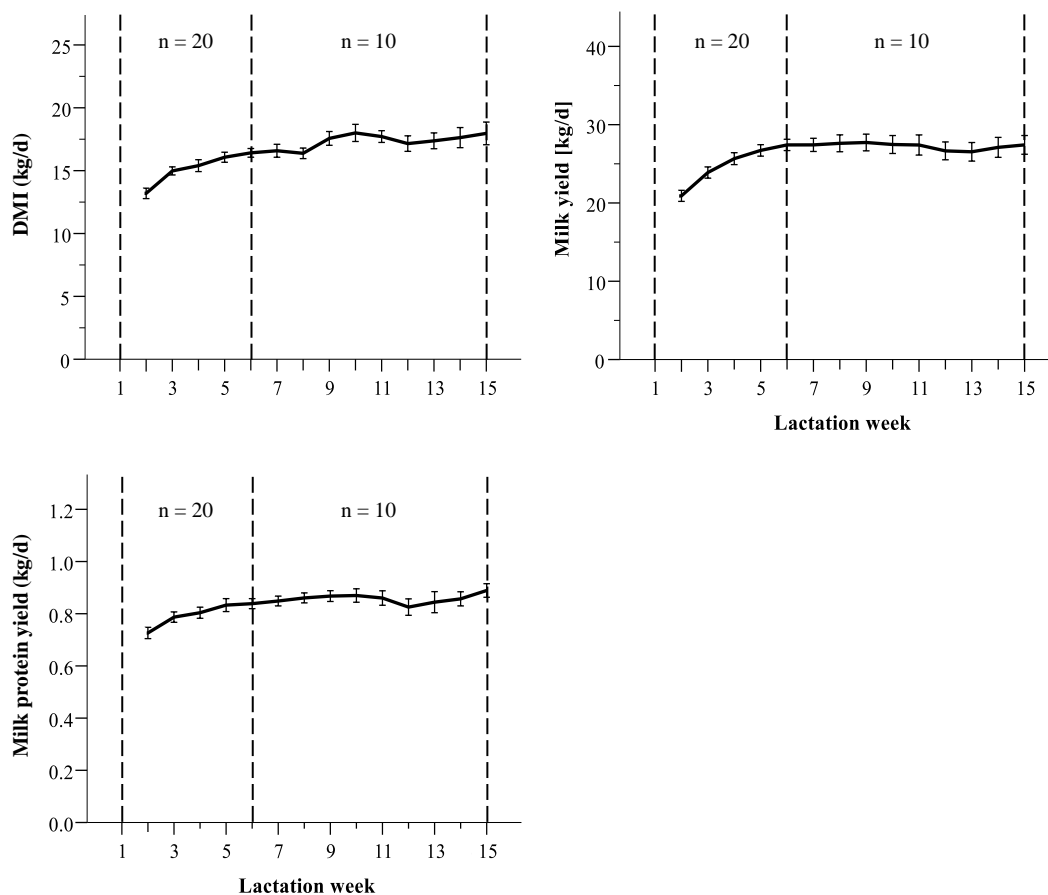 DMI (kg/d)
25
20
15
10
5
0
n = 20
n = 10
1 3 5 7 9 11 13 15
Milk yield [kg/d]
40
30
20
10
0
n = 20
n = 10
1 3 5 7 9 11 13 15
Lactation week
Milk protein yield (kg/d)
1.2
1.0
0.8
0.6
0.4
0.2
0.0
n = 20
n = 10
1 3 5 7 9 11 13 15
Lactation week